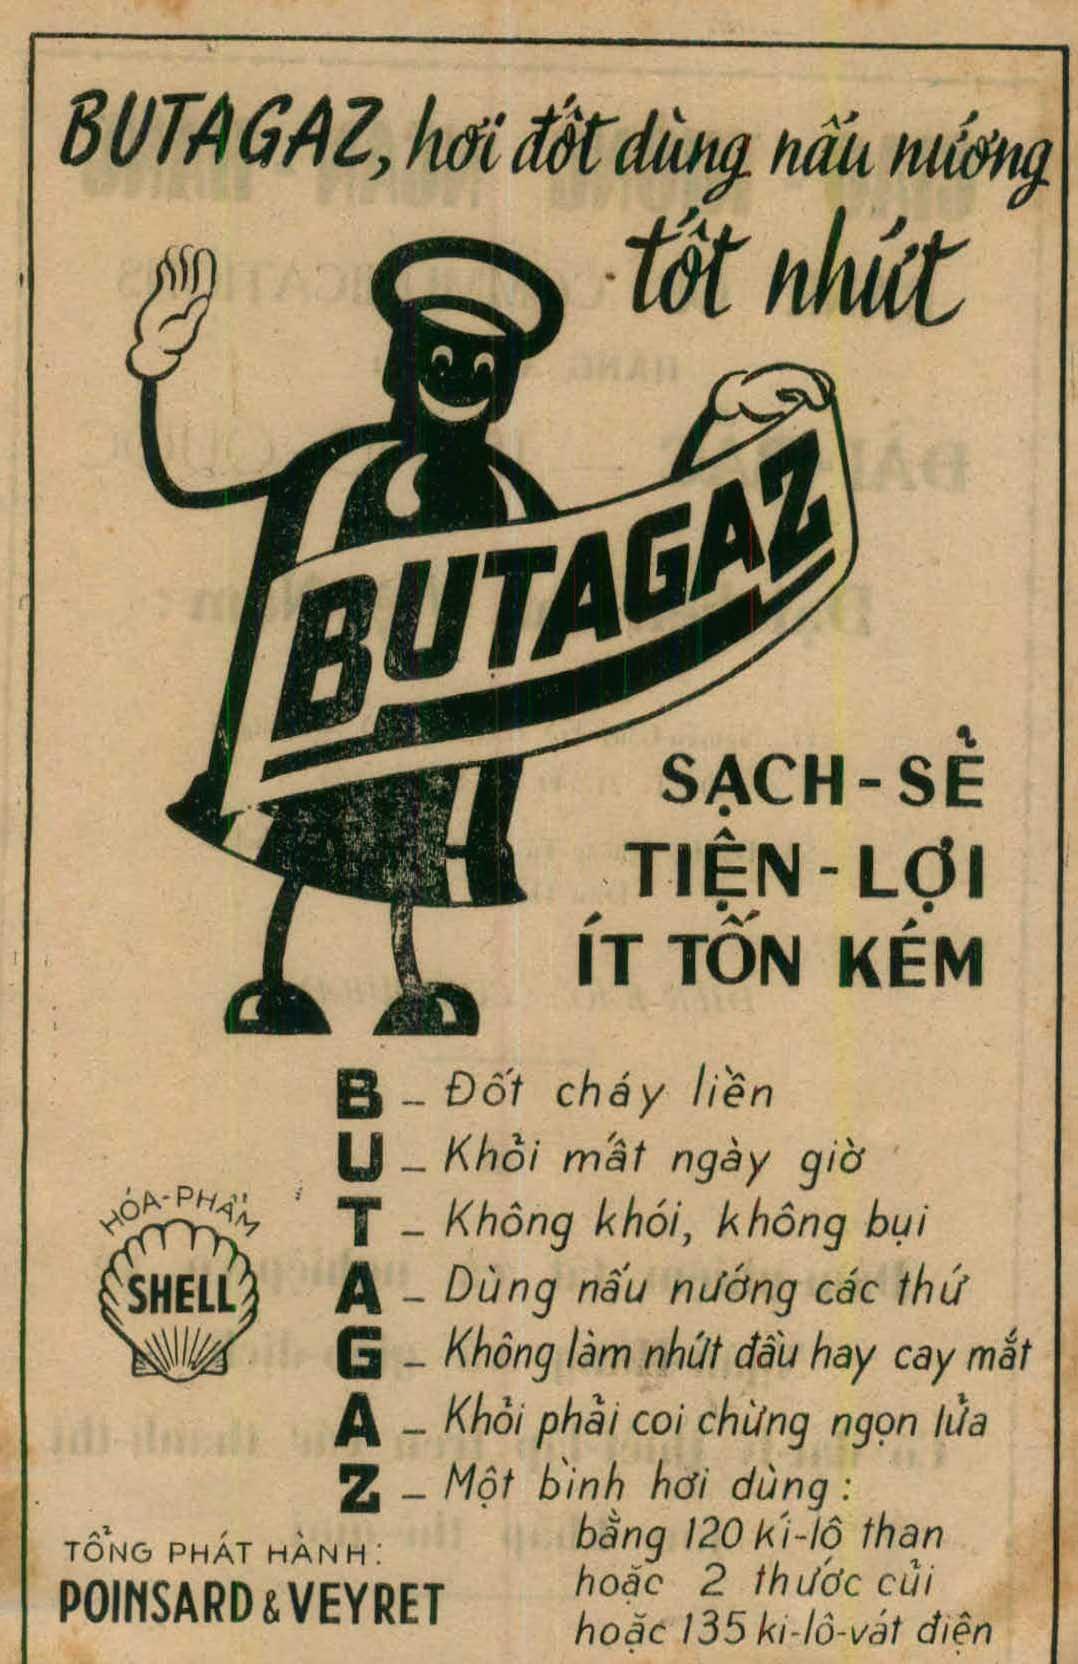 BUTAGAZ, hơi đốt dùng nấu nướng
tốt nhứt
BUTAGAZ
SẠCH-SẺ
TIỆN-LỢI
ÍT TỐN KÉM
B - Đốt cháy liền
U - Khỏi mất ngày giờ
T - Không khói, không bụi
A - Dùng nấu nướng các thứ
G - Không làm nhứt đầu hay cay mắt
A - Khỏi phải coi chừng ngọn lửa
Z - Một bình hơi dùng :
bằng 120 kí-lô than
hoặc 2 thước củi
hoặc 135 ki-lô-vát điện
HÓA-PHẨM
SHELL
TỔNG PHÁT HÀNH :
POINSARD & VEYRET